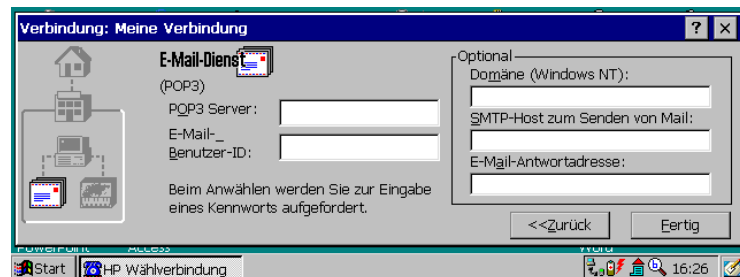 Verbindung: Meine Verbindung
E-Mail-Dienst
(POP3)
POP3 Server:
E-Mail-_
Benutzer-ID:
Beim Anwählen werden Sie zur Eingabe
eines Kennworts aufgefordert.
Optional
Domäne (Windows NT):
SMTP-Host zum Senden von Mail:
E-Mail-Antwortadresse:
<<Zurück
Fertig
PowerPoint
Access
Word
Start
HP Wählverbindung
16:26